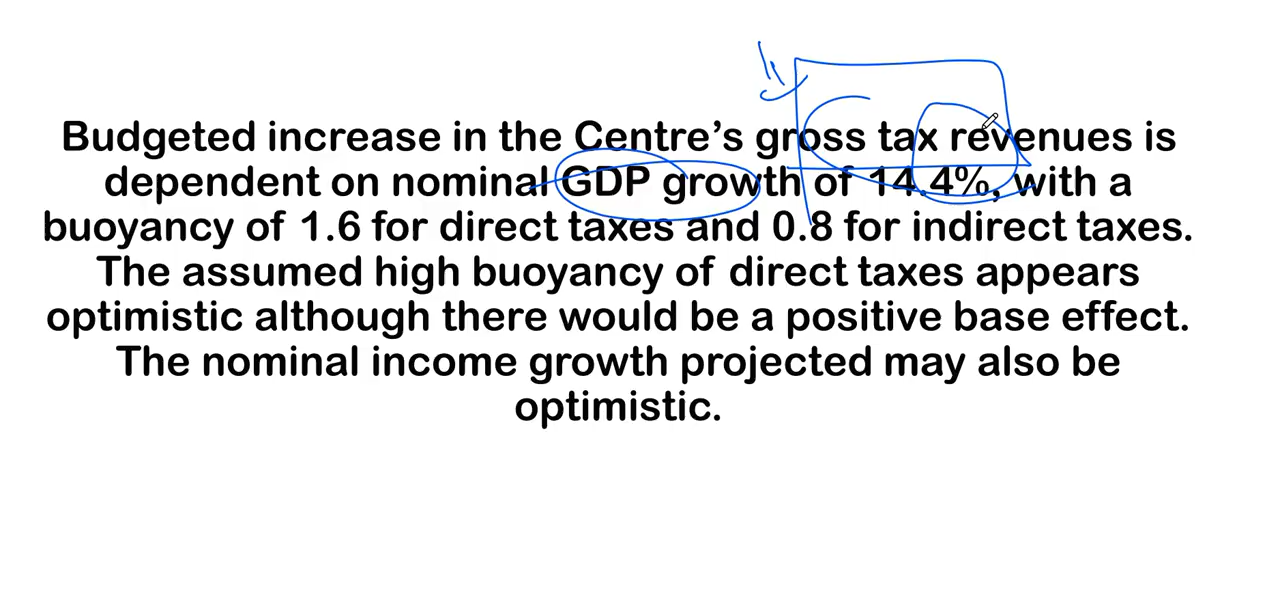 Budgeted increase in the Centre’s gross tax revenues is
dependent on nominal GDP growth of 14.4%, with a
buoyancy of 1.6 for direct taxes and 0.8 for indirect taxes.
The assumed high buoyancy of direct taxes appears
optimistic although there would be a positive base effect.
The nominal income growth projected may also be
optimistic.